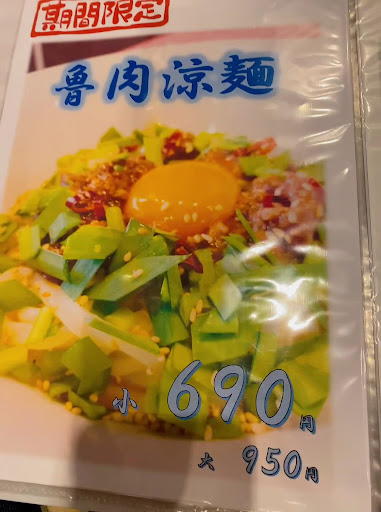 期間限定
魯肉涼麺
小 690円
大 950円